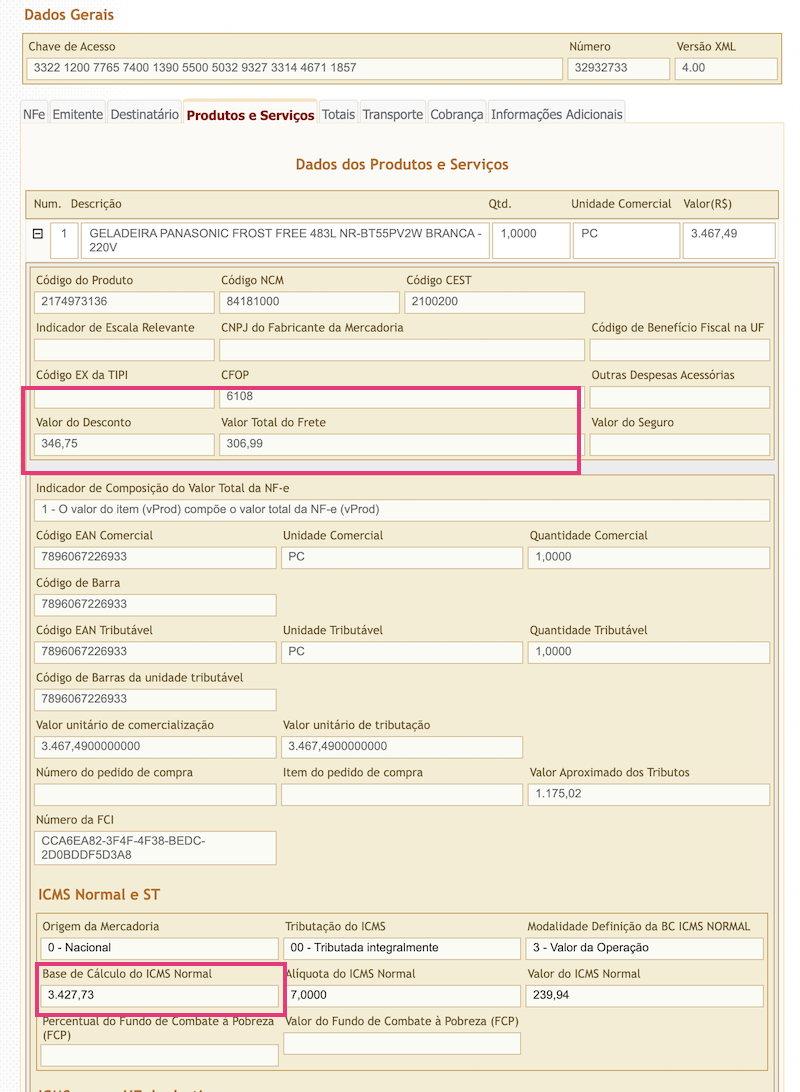 Dados Gerais
Chave de Acesso Número Versão XML
3322 1200 7765 7400 1390 5500 5032 9327 3314 4671 1857 32932733 4.00
NFe Emitente Destinatário Produtos e Serviços Totais Transporte Cobrança Informações Adicionais
Dados dos Produtos e Serviços
Num. Descrição Qtd. Unidade Comercial Valor(R$)
1 GELADEIRA PANASONIC FROST FREE 483L NR-BT55PV2W BRANCA - 1,0000 PC 3.467,49
220V
Código do Produto Código NCM Código CEST
2174973136 84181000 2100200
Indicador de Escala Relevante CNPJ do Fabricante da Mercadoria Código de Benefício Fiscal na UF
Código EX da TIPI CFOP Outras Despesas Acessórias
6108
Valor do Desconto Valor Total do Frete Valor do Seguro
346,75 306,99
Indicador de Composição do Valor Total da NF-e
1 - O valor do item (vProd) compõe o valor total da NF-e (vProd)
Código EAN Comercial Unidade Comercial Quantidade Comercial
7896067226933 PC 1,0000
Código de Barra
7896067226933
Código EAN Tributável Unidade Tributável Quantidade Tributável
7896067226933 PC 1,0000
Código de Barras da unidade tributável
7896067226933
Valor unitário de comercialização Valor unitário de tributação
3.467,4900000000 3.467,4900000000
Número do pedido de compra Item do pedido de compra Valor Aproximado dos Tributos
1.175,02
Número da FCI
CCA6EA82-3F4F-4F38-BEDC-
2D0BDDF5D3A8
ICMS Normal e ST
Origem da Mercadoria Tributação do ICMS Modalidade Definição da BC ICMS NORMAL
0 - Nacional 00 - Tributada integralmente 3 - Valor da Operação
Base de Cálculo do ICMS Normal Alíquota do ICMS Normal Valor do ICMS Normal
3.427,73 7,0000 239,94
Percentual do Fundo de Combate à Pobreza Valor do Fundo de Combate à Pobreza (FCP)
(FCP)